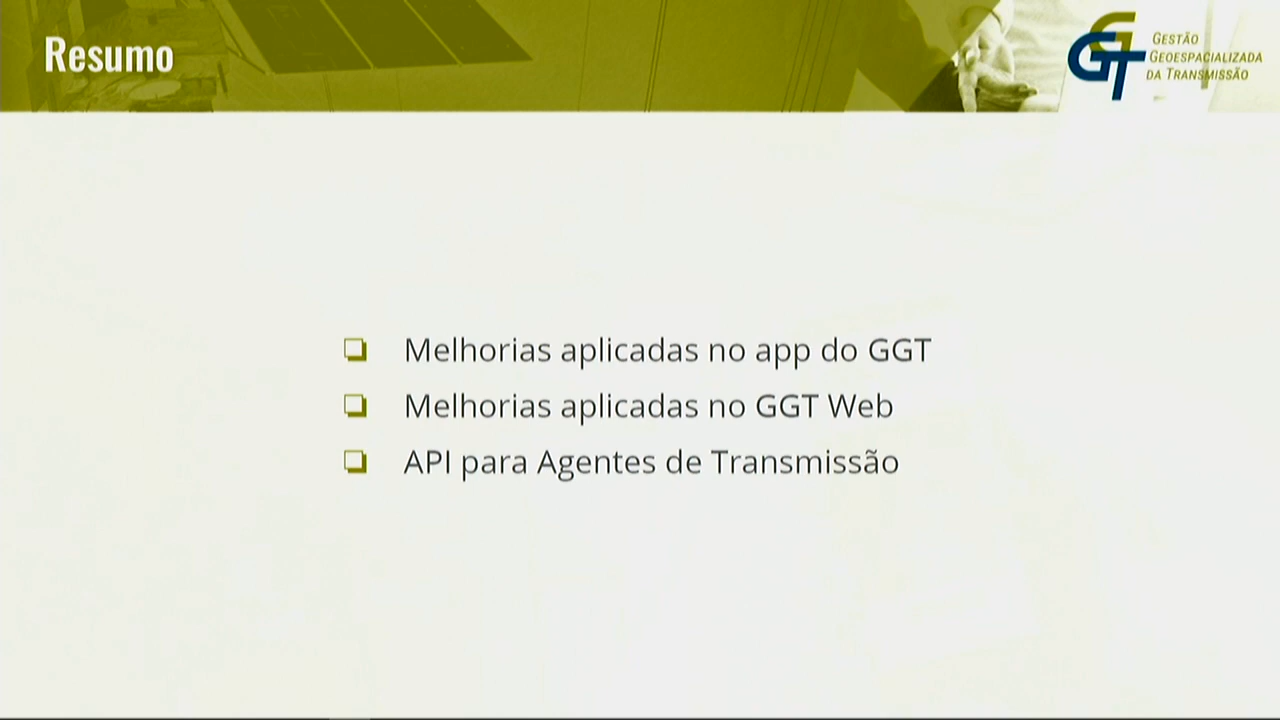 Resumo
GGT
GESTÃO
GEOESPACIALIZADA
DA TRANSMISSÃO
Melhorias aplicadas no app do GGT
Melhorias aplicadas no GGT Web
API para Agentes de Transmissão